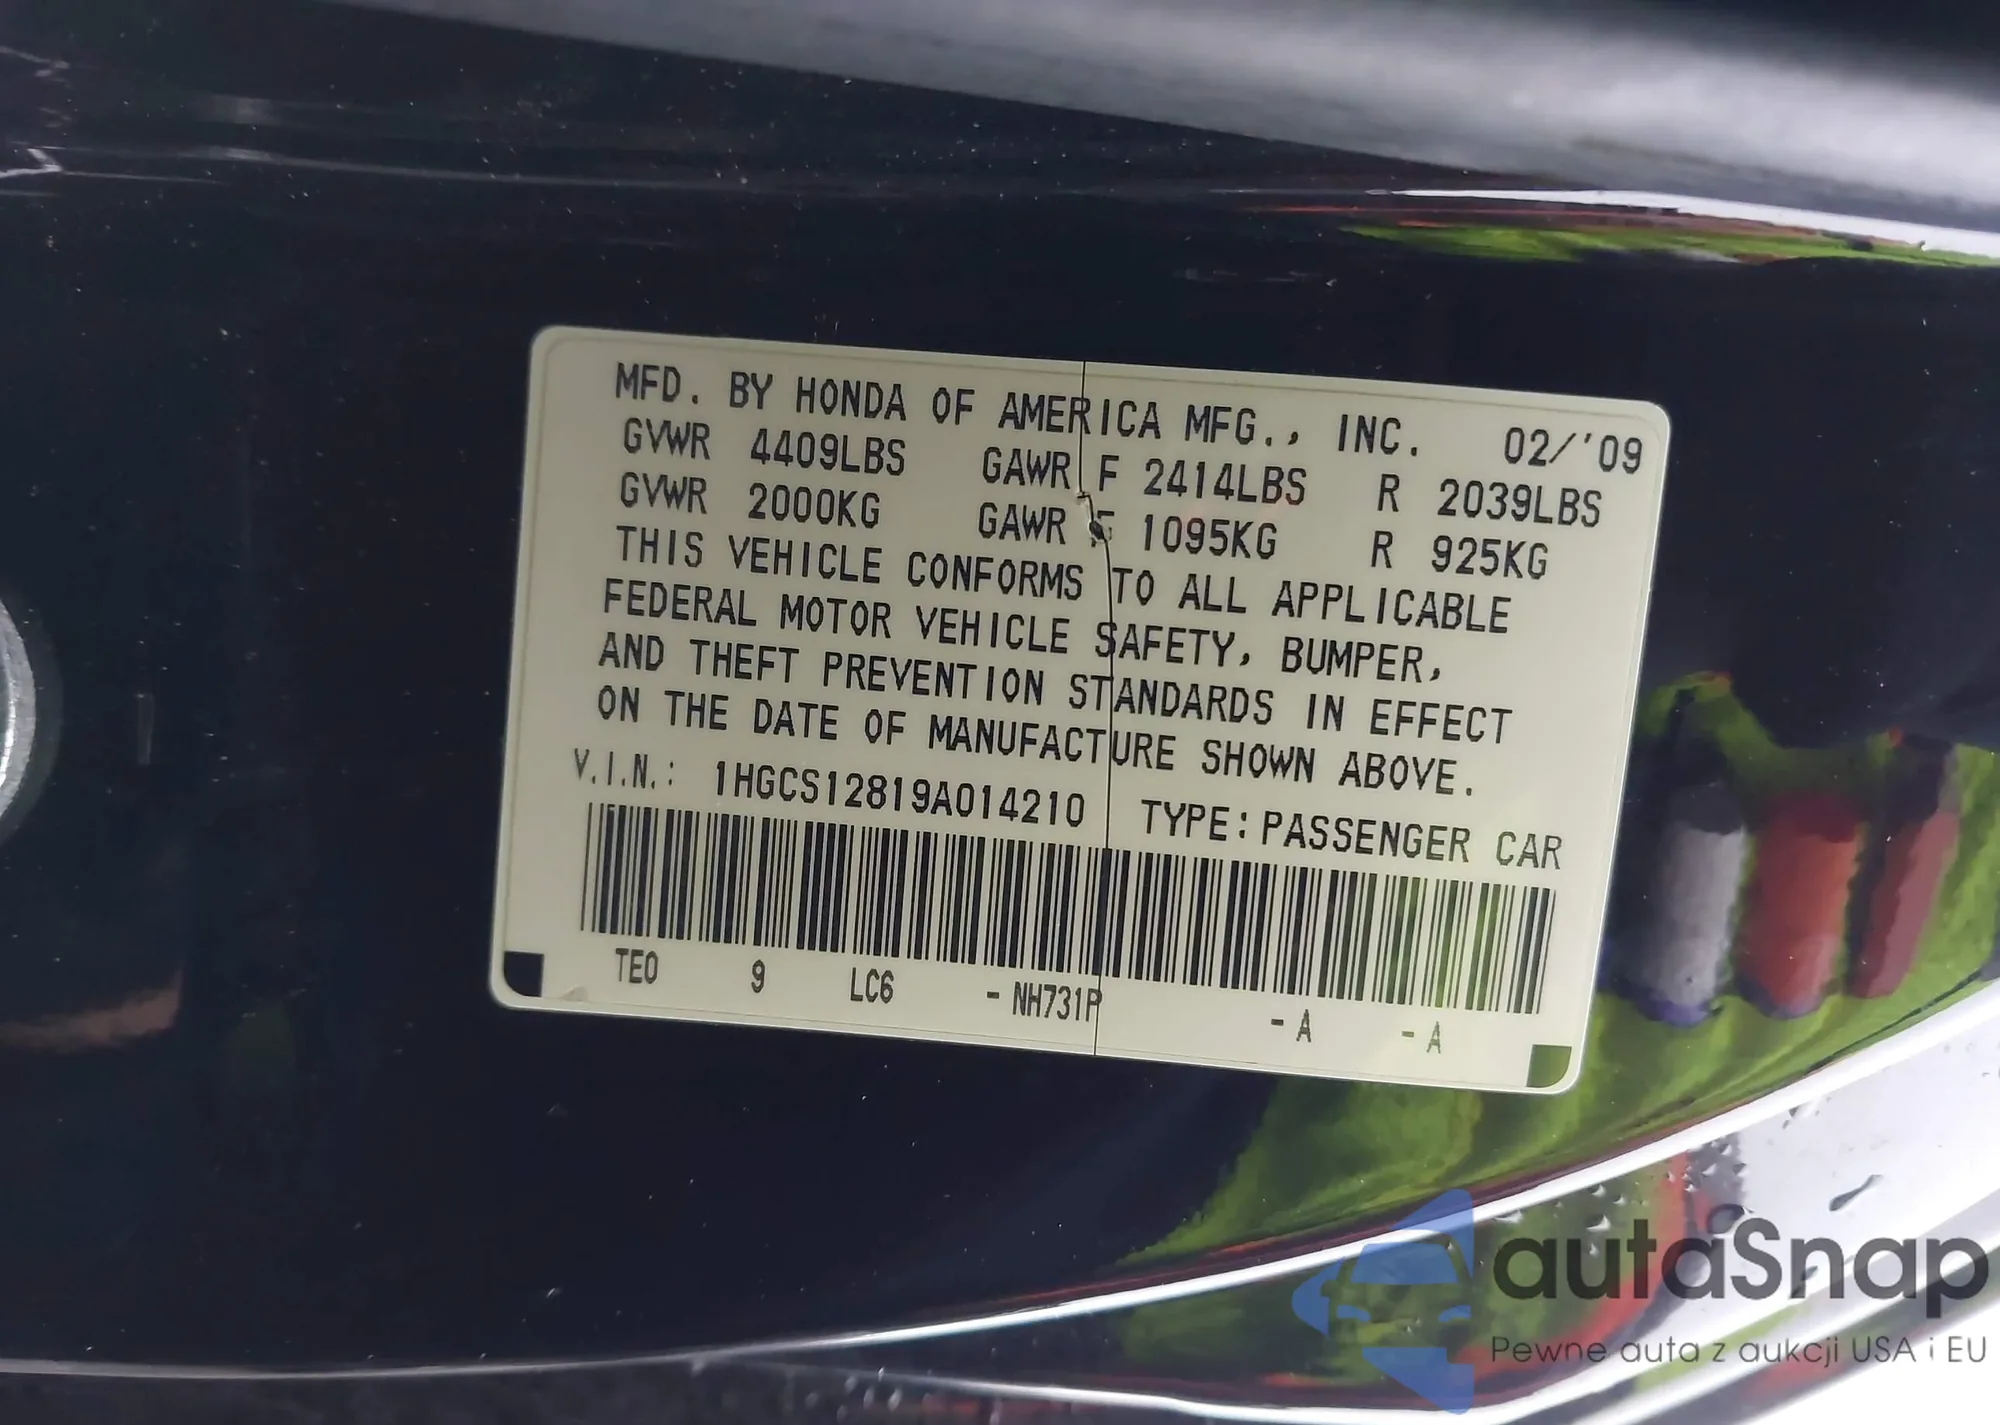 MFD. BY HONDA OF AMERICA MFG., INC. 02/'09
GVWR 4409LBS GAWR F 2414LBS R 2039LBS
GVWR 2000KG GAWR F 1095KG R 925KG
THIS VEHICLE CONFORMS TO ALL APPLICABLE
FEDERAL MOTOR VEHICLE SAFETY, BUMPER,
AND THEFT PREVENTION STANDARDS IN EFFECT
ON THE DATE OF MANUFACTURE SHOWN ABOVE.
V.I.N.: 1HGCS12819A014210 TYPE:PASSENGER CAR
TE0 9 LC6 - NH731P - A - A
autaSnap
Pewne auta z aukcji USA i EU